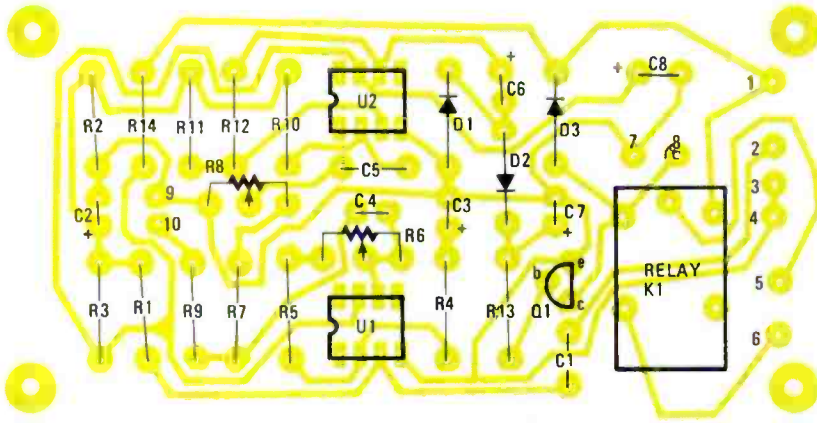 + + C8 1
U2 C6
R2 R14 R11 R12 R10 D1 D3 2
7 8
R8 C5 D2 3
9
C2 10 C4 C3 C7 4
+ R6 + +
b e RELAY
K1 5
R3 R1 R9 R7 R5 U1 R4 R13 Q1 c
C1 6